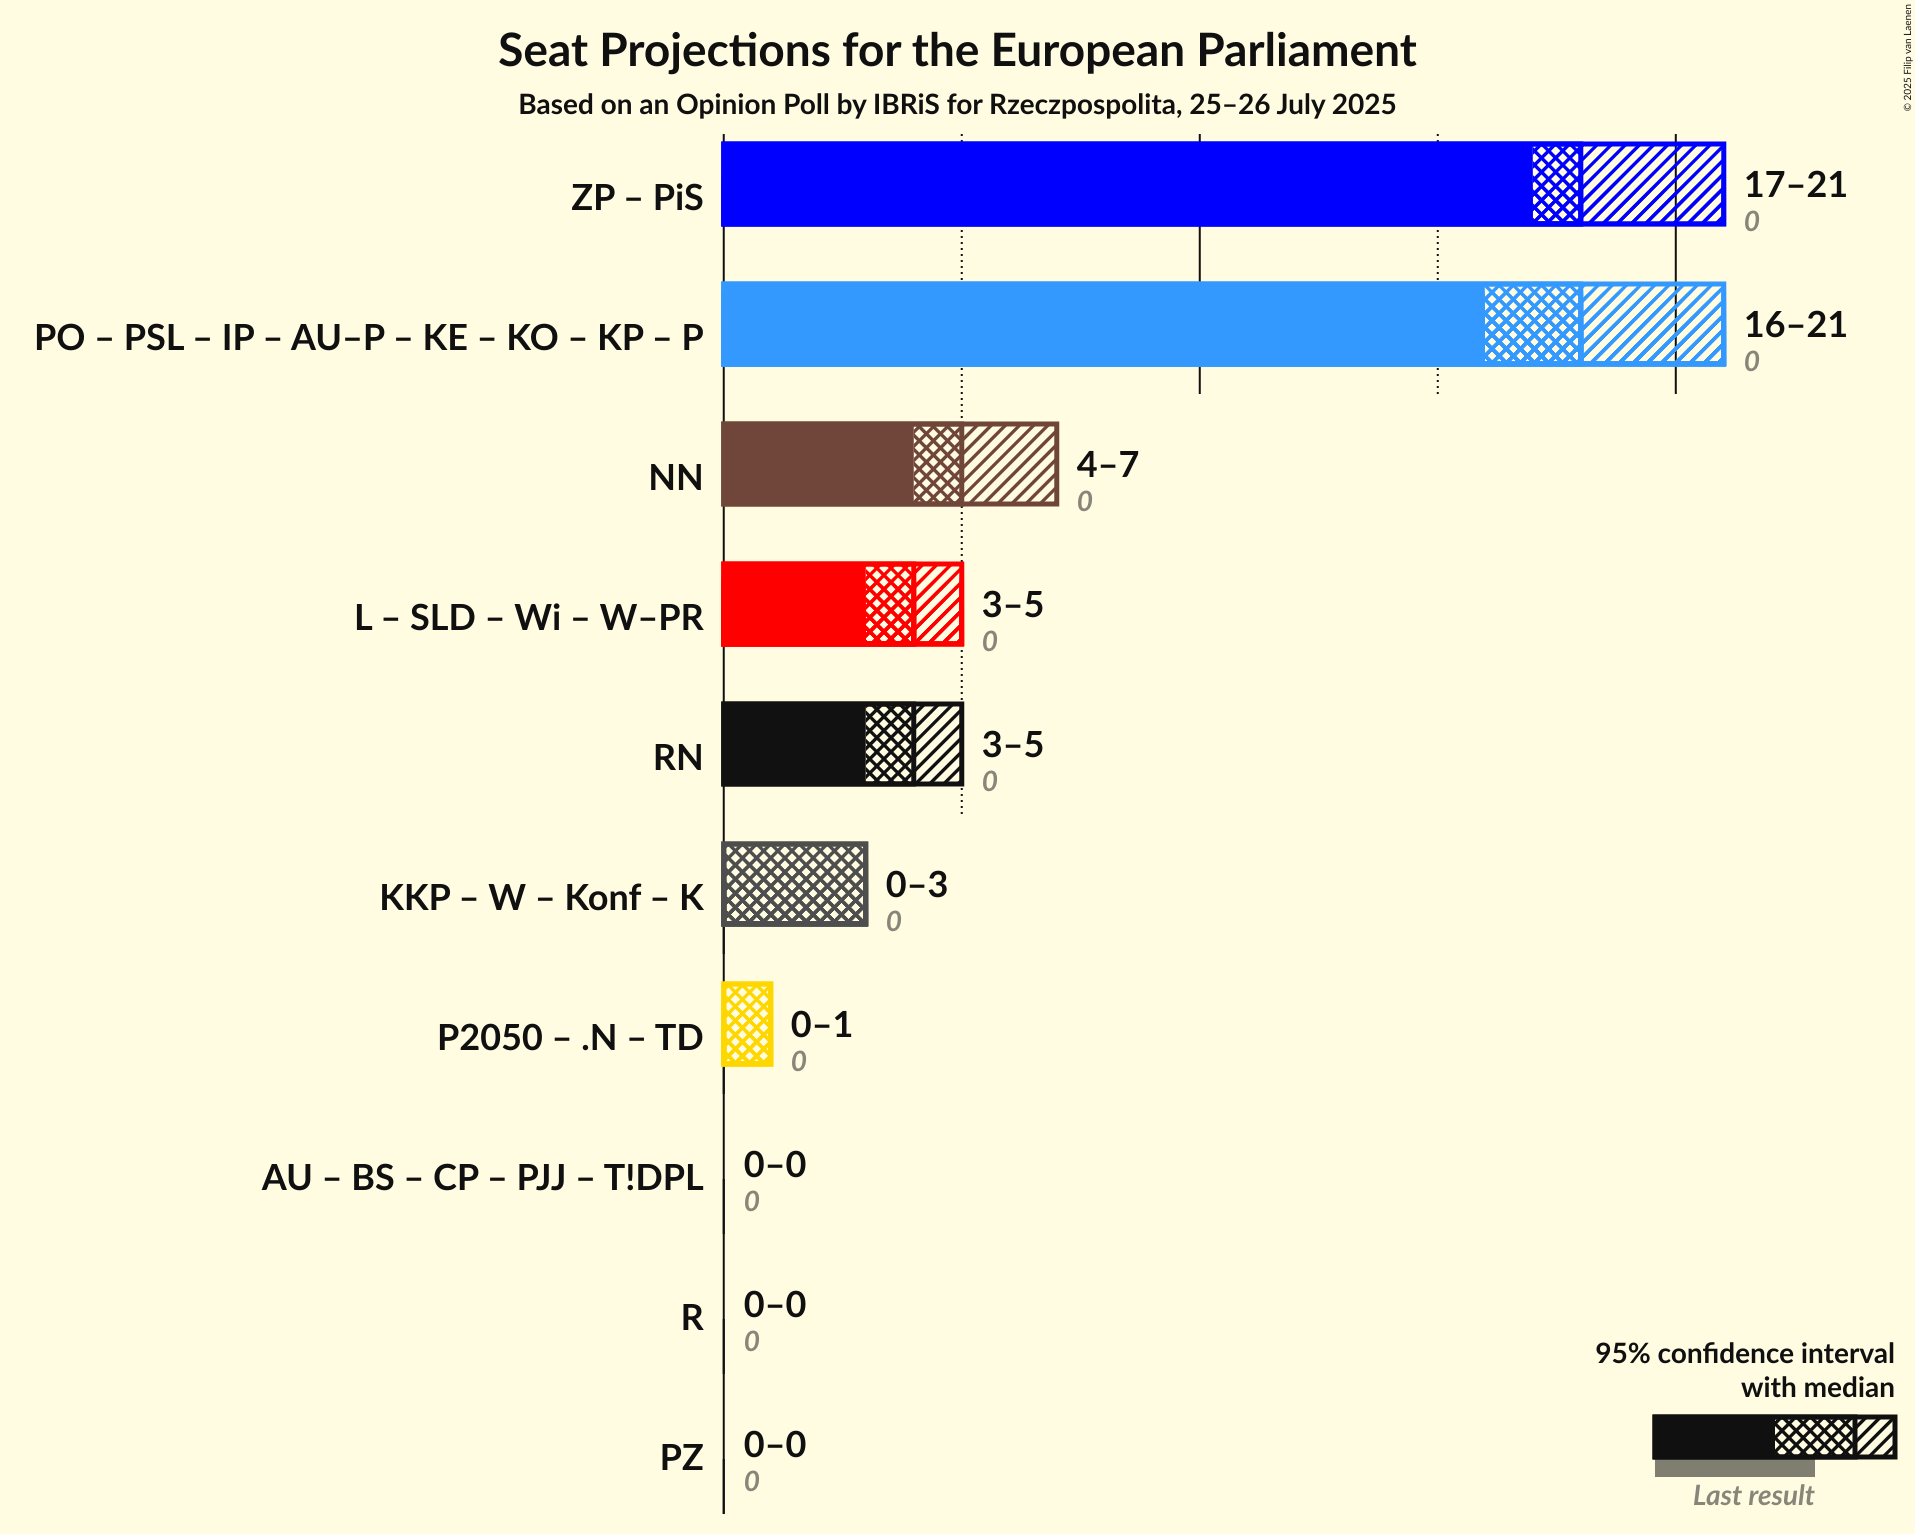 Seat Projections for the European Parliament
Based on an Opinion Poll by IBRiS for Rzeczpospolita, 25–26 July 2025
© 2025 Filip van Laenen
ZP – PiS
17–21
0
PO – PSL – IP – AU–P – KE – KO – KP – P
16–21
0
NN
4–7
0
L – SLD – Wi – W–PR
3–5
0
RN
3–5
0
KKP – W – Konf – K
0–3
0
P2050 – .N – TD
0–1
0
AU – BS – CP – PJJ – T!DPL
0–0
0
R
0–0
0
PZ
0–0
0
95% confidence interval
with median
Last result